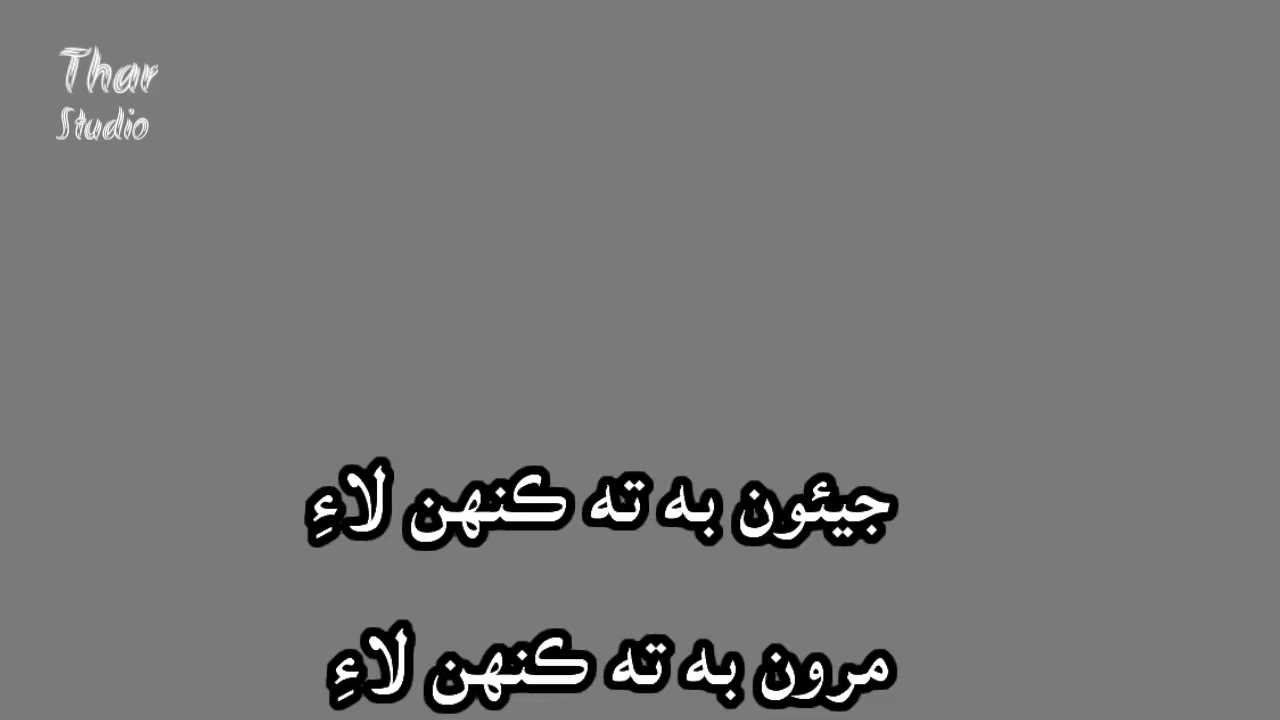 Thar
Studio
جيئون به ته ڪنهن لاءِ
مرون به ته ڪنهن لاءِ